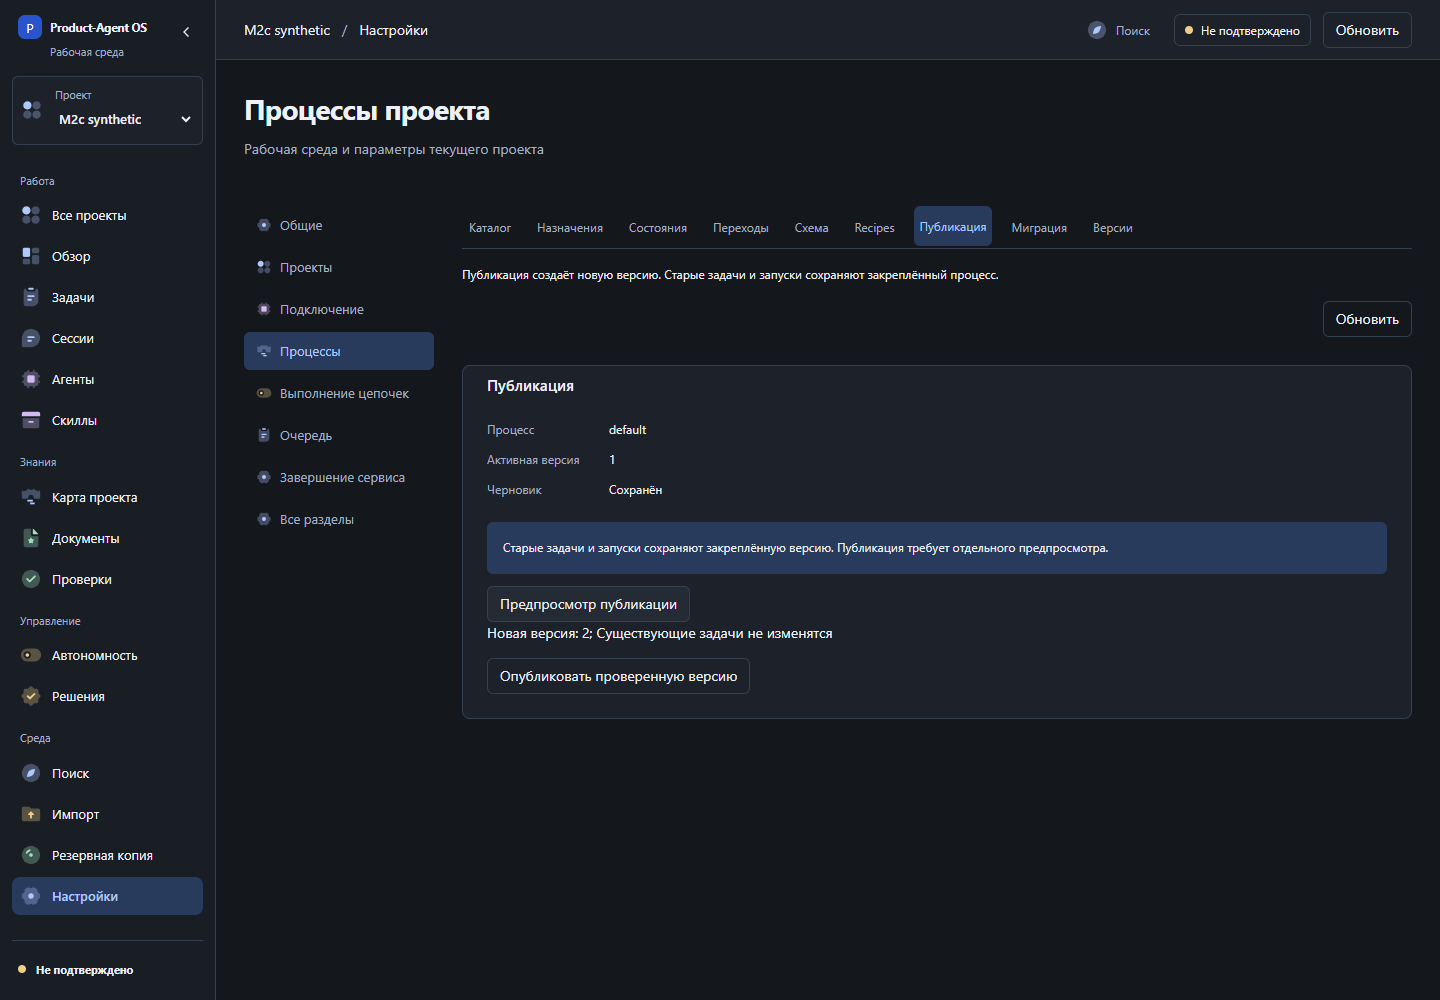 P
Product-Agent OS
Рабочая среда
Проект
M2c synthetic
Работа
Все проекты
Обзор
Задачи
Сессии
Агенты
Скиллы
Знания
Карта проекта
Документы
Проверки
Управление
Автономность
Решения
Среда
Поиск
Импорт
Резервная копия
Настройки
Не подтверждено
M2c synthetic / Настройки
Поиск
Не подтверждено
Обновить
Процессы проекта
Рабочая среда и параметры текущего проекта
Общие
Проекты
Подключение
Процессы
Выполнение цепочек
Очередь
Завершение сервиса
Все разделы
Каталог Назначения Состояния Переходы Схема Recipes Публикация Миграция Версии
Публикация создаёт новую версию. Старые задачи и запуски сохраняют закреплённый процесс.
Обновить
Публикация
Процесс default
Активная версия 1
Черновик Сохранён
Старые задачи и запуски сохраняют закреплённую версию. Публикация требует отдельного предпросмотра.
Предпросмотр публикации
Новая версия: 2; Существующие задачи не изменятся
Опубликовать проверенную версию